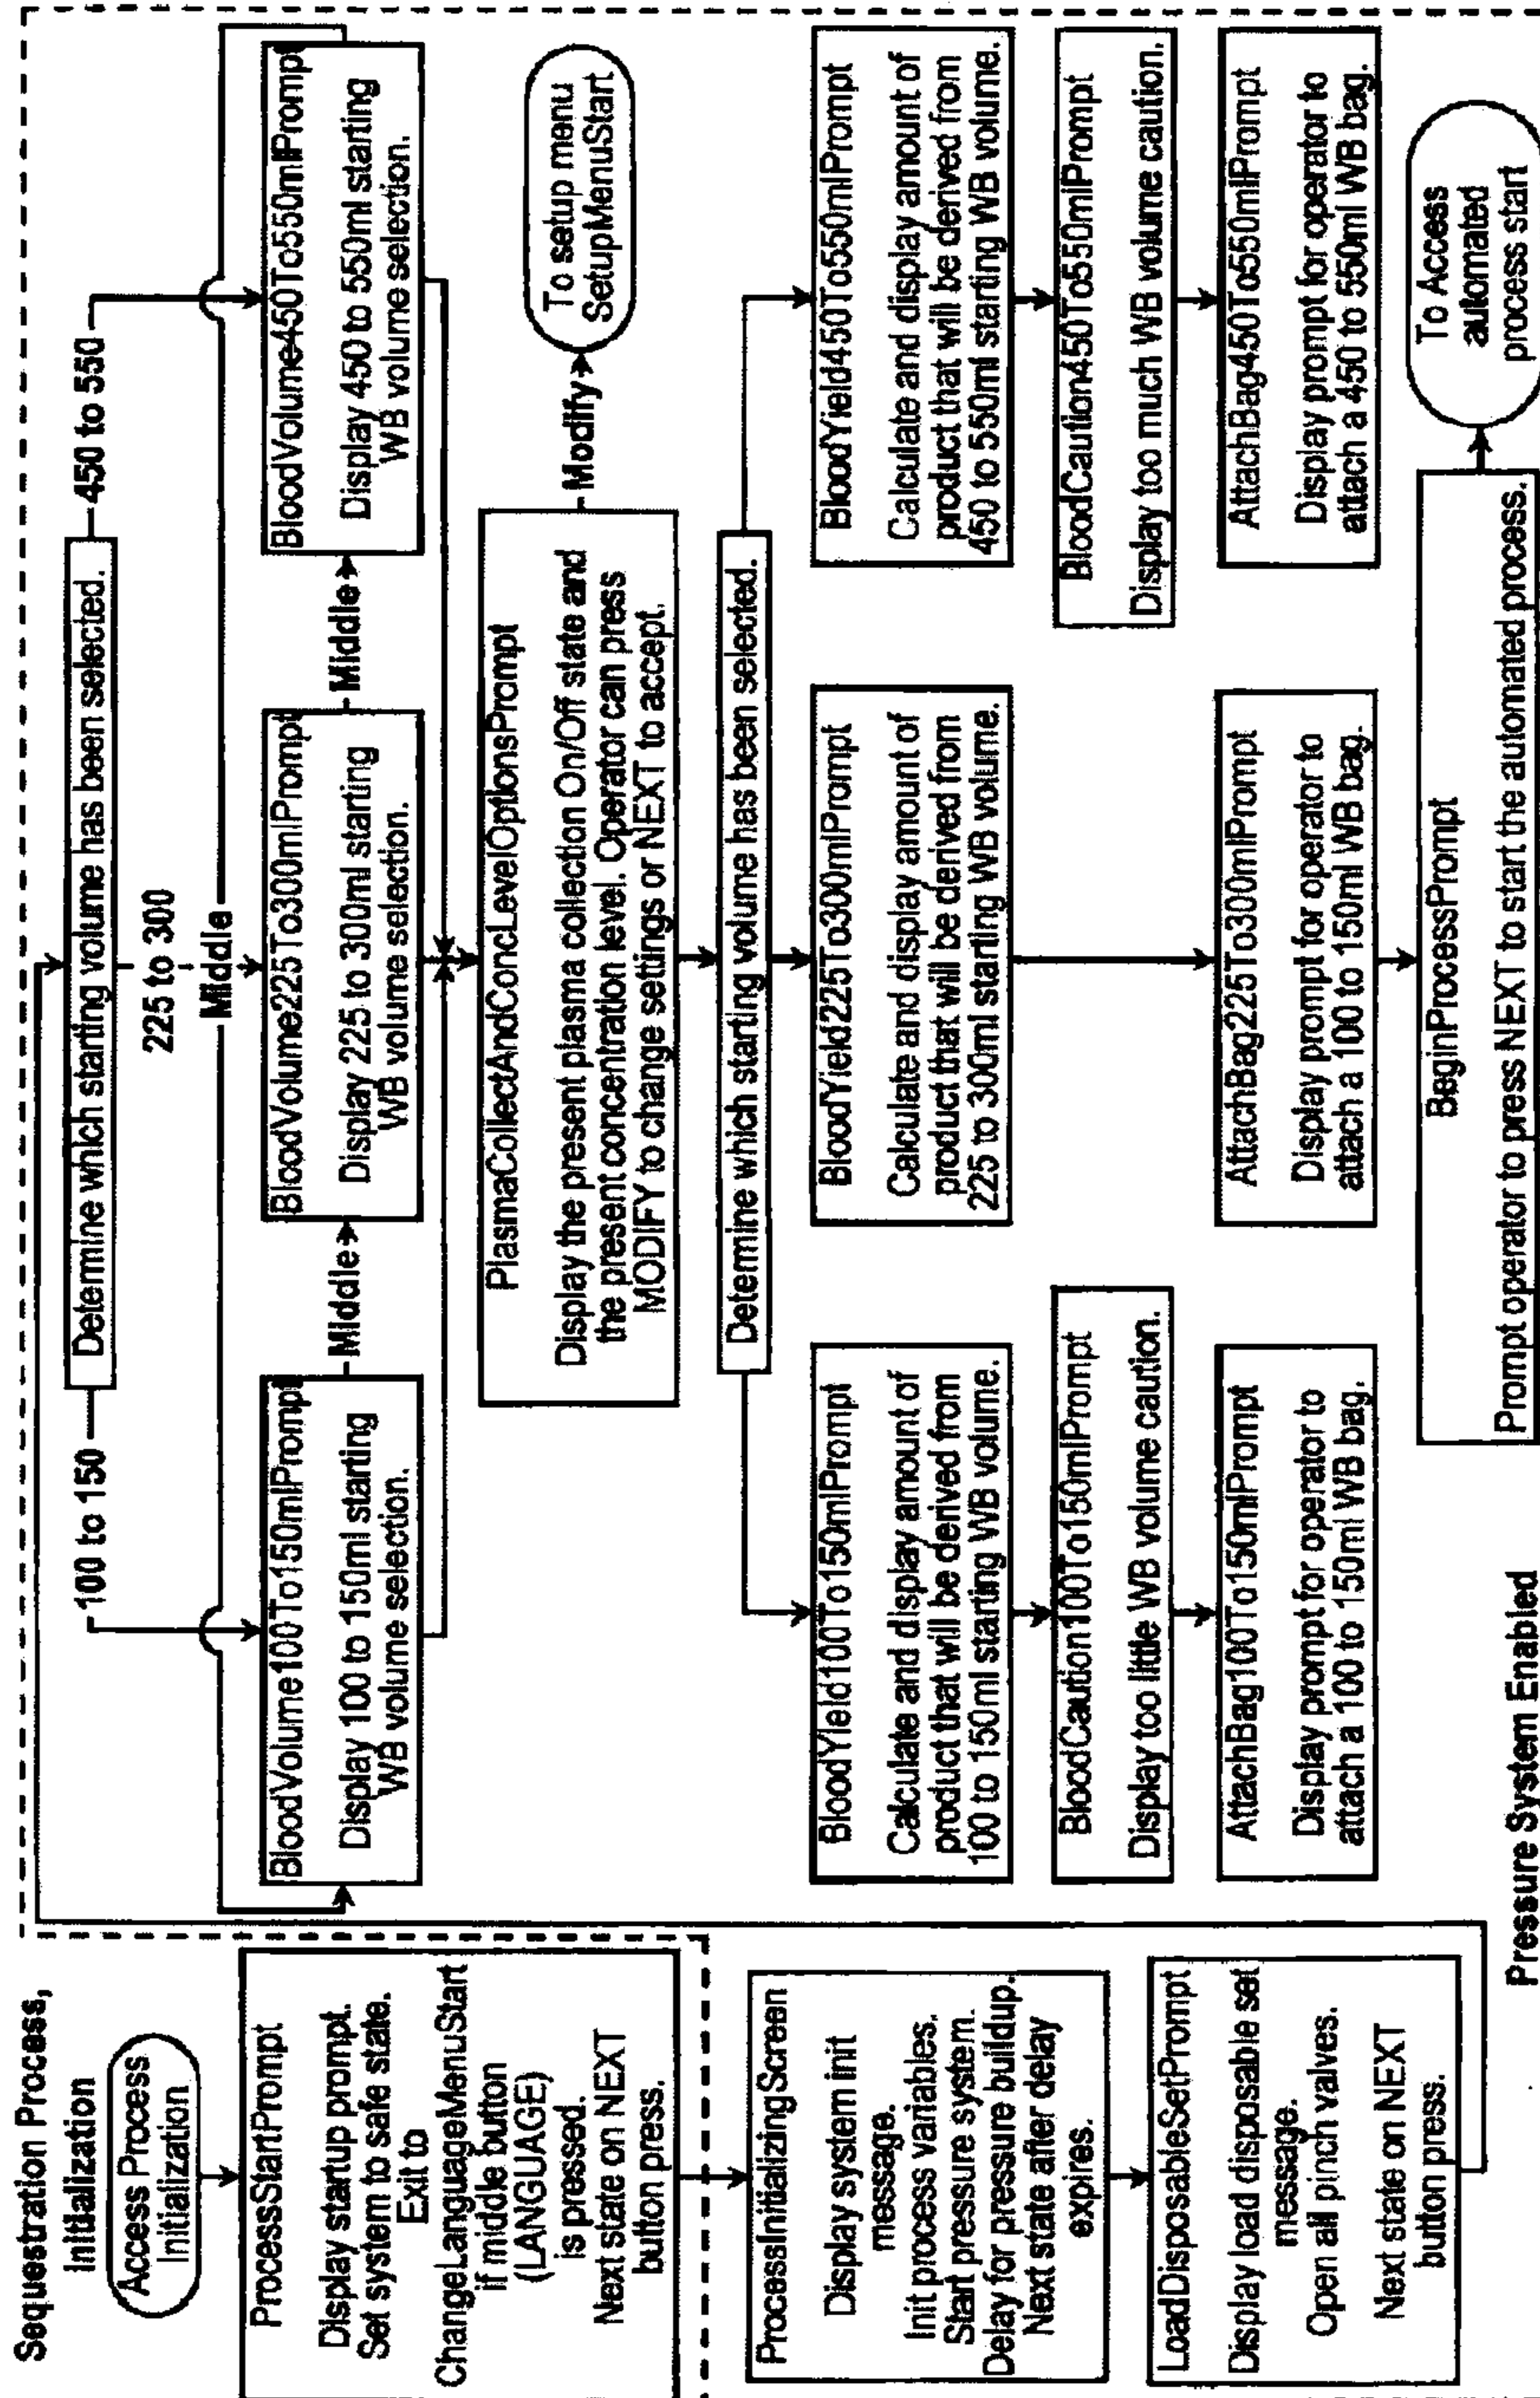 Sequestration Process,
Initialization
Access Process
Initialization
ProcessStartPrompt
Display startup prompt.
Set system to safe state.
Exit to
ChangeLanguageMenuStart
if middle button
(LANGUAGE)
is pressed.
Next state on NEXT
button press.
ProcessInitializingScreen
Display system init
message.
Init process variables.
Start pressure system.
Delay for pressure buildup.
Next state after delay
expires.
LoadDisposableSetPrompt
Display load disposable set
message.
Open all pinch valves.
Next state on NEXT
button press.
Pressure System Enabled
Determine which starting volume has been selected.
100 to 150
225 to 300
450 to 550
Middle
BloodVolume100To150mlPrompt
Display 100 to 150ml starting
WB volume selection.
Middle
BloodVolume225To300mlPrompt
Display 225 to 300ml starting
WB volume selection.
Middle
BloodVolume450To550mlPrompt
Display 450 to 550ml starting
WB volume selection.
PlasmaCollectAndConcLevelOptionsPrompt
Display the present plasma collection On/Off state and
the present concentration level. Operator can press
MODIFY to change settings or NEXT to accept.
Modify
To setup menu
SetupMenuStart
Determine which starting volume has been selected.
BloodYield100To150mlPrompt
Calculate and display amount of
product that will be derived from
100 to 150ml starting WB volume.
BloodCaution100To150mlPrompt
Display too little WB volume caution.
AttachBag100To150mlPrompt
Display prompt for operator to
attach a 100 to 150ml WB bag.
BloodYield225To300mlPrompt
Calculate and display amount of
product that will be derived from
225 to 300ml starting WB volume.
AttachBag225To300mlPrompt
Display prompt for operator to
attach a 100 to 150ml WB bag.
BloodYield450To550mlPrompt
Calculate and display amount of
product that will be derived from
450 to 550ml starting WB volume.
BloodCaution450To550mlPrompt
Display too much WB volume caution.
AttachBag450To550mlPrompt
Display prompt for operator to
attach a 450 to 550ml WB bag.
BeginProcessPrompt
Prompt operator to press NEXT to start the automated process.
To Access
automated
process start